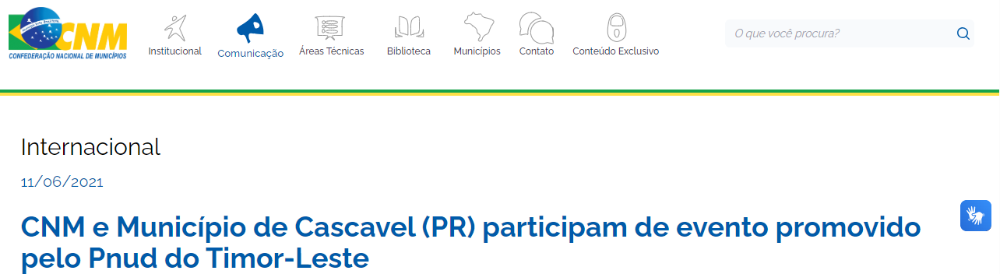 CNM
CONFEDERAÇÃO NACIONAL DE MUNICÍPIOS
Institucional
Comunicação
Áreas Técnicas
Biblioteca
Municípios
Contato
Conteúdo Exclusivo
O que você procura?
Internacional
11/06/2021
CNM e Município de Cascavel (PR) participam de evento promovido
pelo Pnud do Timor-Leste